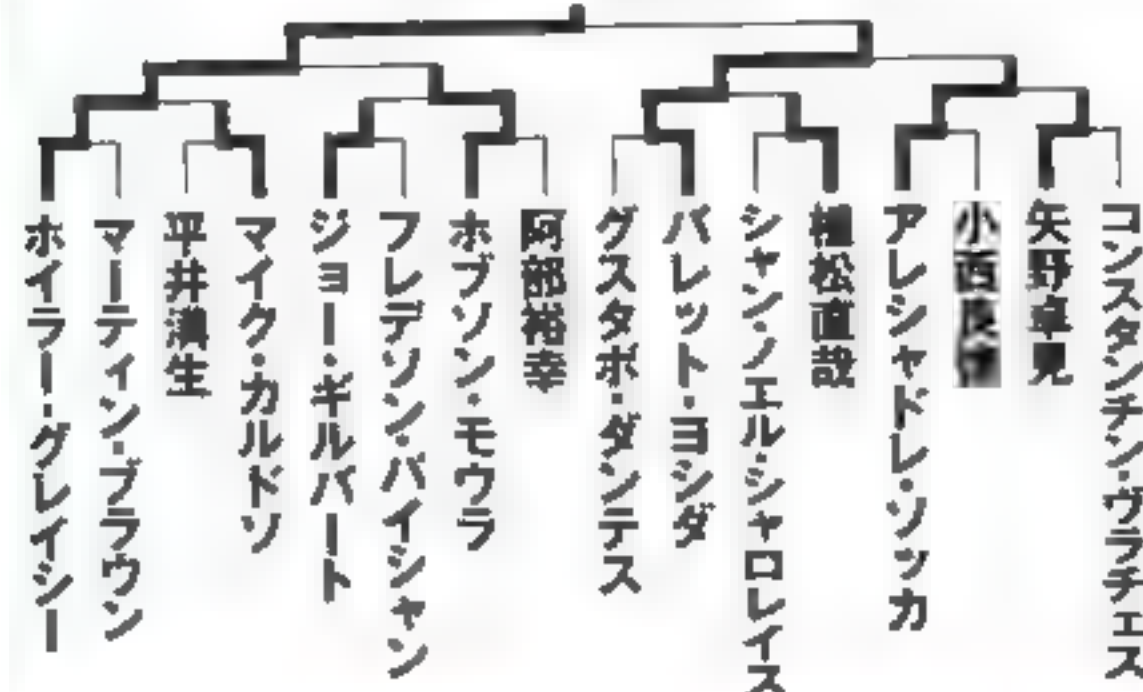 ホイラー・グレイシー
マーティン・ブラウン
平井満生
マイク・カルドソ
ジョー・ギルバート
フレデソン・パイシャン
ホブソン・モウラ
阿部裕幸
グスタボ・ダンテス
バレット・ヨシダ
シャン・ノエル・シャロレイス
植松直哉
アレシャドレ・ソッカ
矢野卓見
コンスタンチン・ヴラチェス